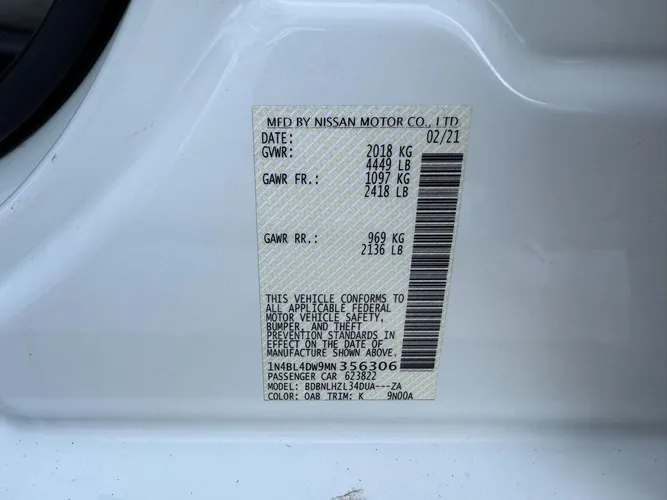 MFD BY NISSAN MOTOR CO., LTD
DATE: 02/21
GVWR: 2018 KG
4449 LB
GAWR FR.: 1097 KG
2418 LB
GAWR RR.: 969 KG
2136 LB
THIS VEHICLE CONFORMS TO
ALL APPLICABLE FEDERAL
MOTOR VEHICLE SAFETY,
BUMPER, AND THEFT
PREVENTION STANDARDS IN
EFFECT ON THE DATE OF
MANUFACTURE SHOWN ABOVE.
1N4BL4DW9MN356306
PASSENGER CAR 623822
MODEL: BDBNLHZL34DUA---ZA
COLOR: QAB TRIM: K 9N00A